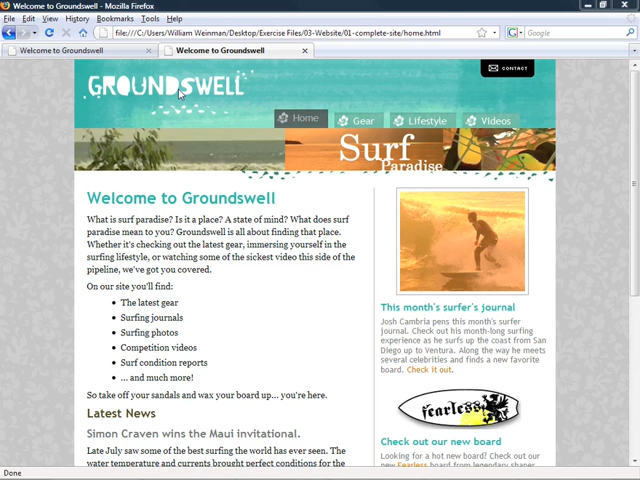 Welcome to Groundswell - Mozilla Firefox
File Edit View History Bookmarks Tools Help
file:///C:/Users/William Weinman/Desktop/Exercise Files/03-Website/01-complete-site/home.html
Google
Welcome to Groundswell
Welcome to Groundswell
GROUNDSWELL
CONTACT
Home
Gear
Lifestyle
Videos
Surf
Paradise
Welcome to Groundswell
What is surf paradise? Is it a place? A state of mind? What does surf
paradise mean to you? Groundswell is all about finding that place.
Whether it's checking out the latest gear, immersing yourself in the
surfing lifestyle, or watching some of the sickest video this side of the
pipeline, we've got you covered.
On our site you'll find:
The latest gear
Surfing journals
Surfing photos
Competition videos
Surf condition reports
... and much more!
So take off your sandals and wax your board up... you're here.
Latest News
Simon Craven wins the Maui invitational.
Late July saw some of the best surfing the world has ever seen. The
water temperature and currents brought perfect conditions for the
This month's surfer's journal
Josh Cambria pens this month's surfer
journal. Check out his month-long surfing
experience as he surfs up the coast from San
Diego up to Ventura. Along the way he meets
several celebrities and finds a new favorite
board. Check it out.
fearless
Check out our new board
Looking for a hot new board? Check out our
new Fearless board from legendary shaper
Done